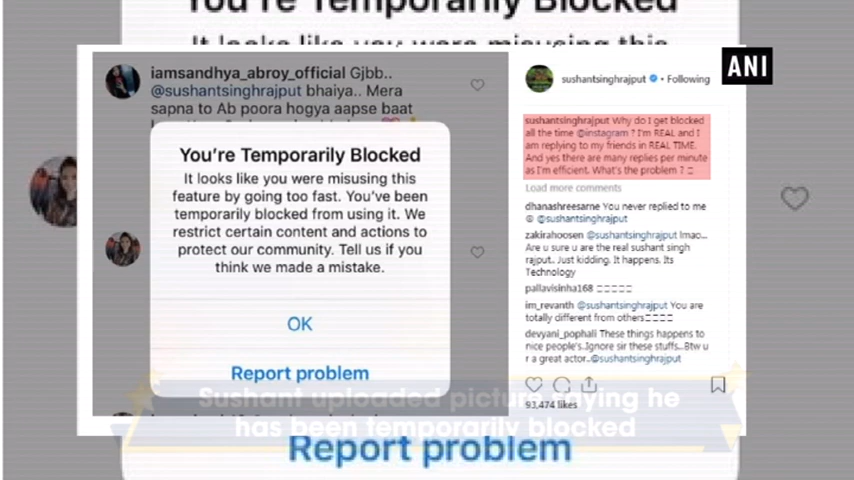 You're Temporarily Blocked
It looks like you were misusing this
ANI
iamsandhya_abroy_official Gjbb..
@sushantsinghrajput bhaiya.. Mera
sapna to Ab poora hogya aapse baat
You're Temporarily Blocked
It looks like you were misusing this
feature by going too fast. You've been
temporarily blocked from using it. We
restrict certain content and actions to
protect our community. Tell us if you
think we made a mistake.
OK
Report problem
sushantsinghrajput • Following
sushantsinghrajput Why do I get blocked
all the time @instagram ? I'm REAL and I
am replying to my friends in REAL TIME.
And yes there are many replies per minute
as I'm efficient. What's the problem ?
Load more comments
dhanashreesarne You never replied to me
@sushantsinghrajput
zakirahoosen @sushantsinghrajput lmao...
Are u sure u are the real sushant singh
rajput.. Just kidding. It happens. Its
Technology
pallavisinha168
im_revanth @sushantsinghrajput You are
totally different from others
devyani_pophali These things happens to
nice people's..Ignore sir these stuffs...Btw u
r a great actor..@sushantsinghrajput
93,474 likes
Sushant uploaded picture saying he
has been temporarily blocked
Report problem